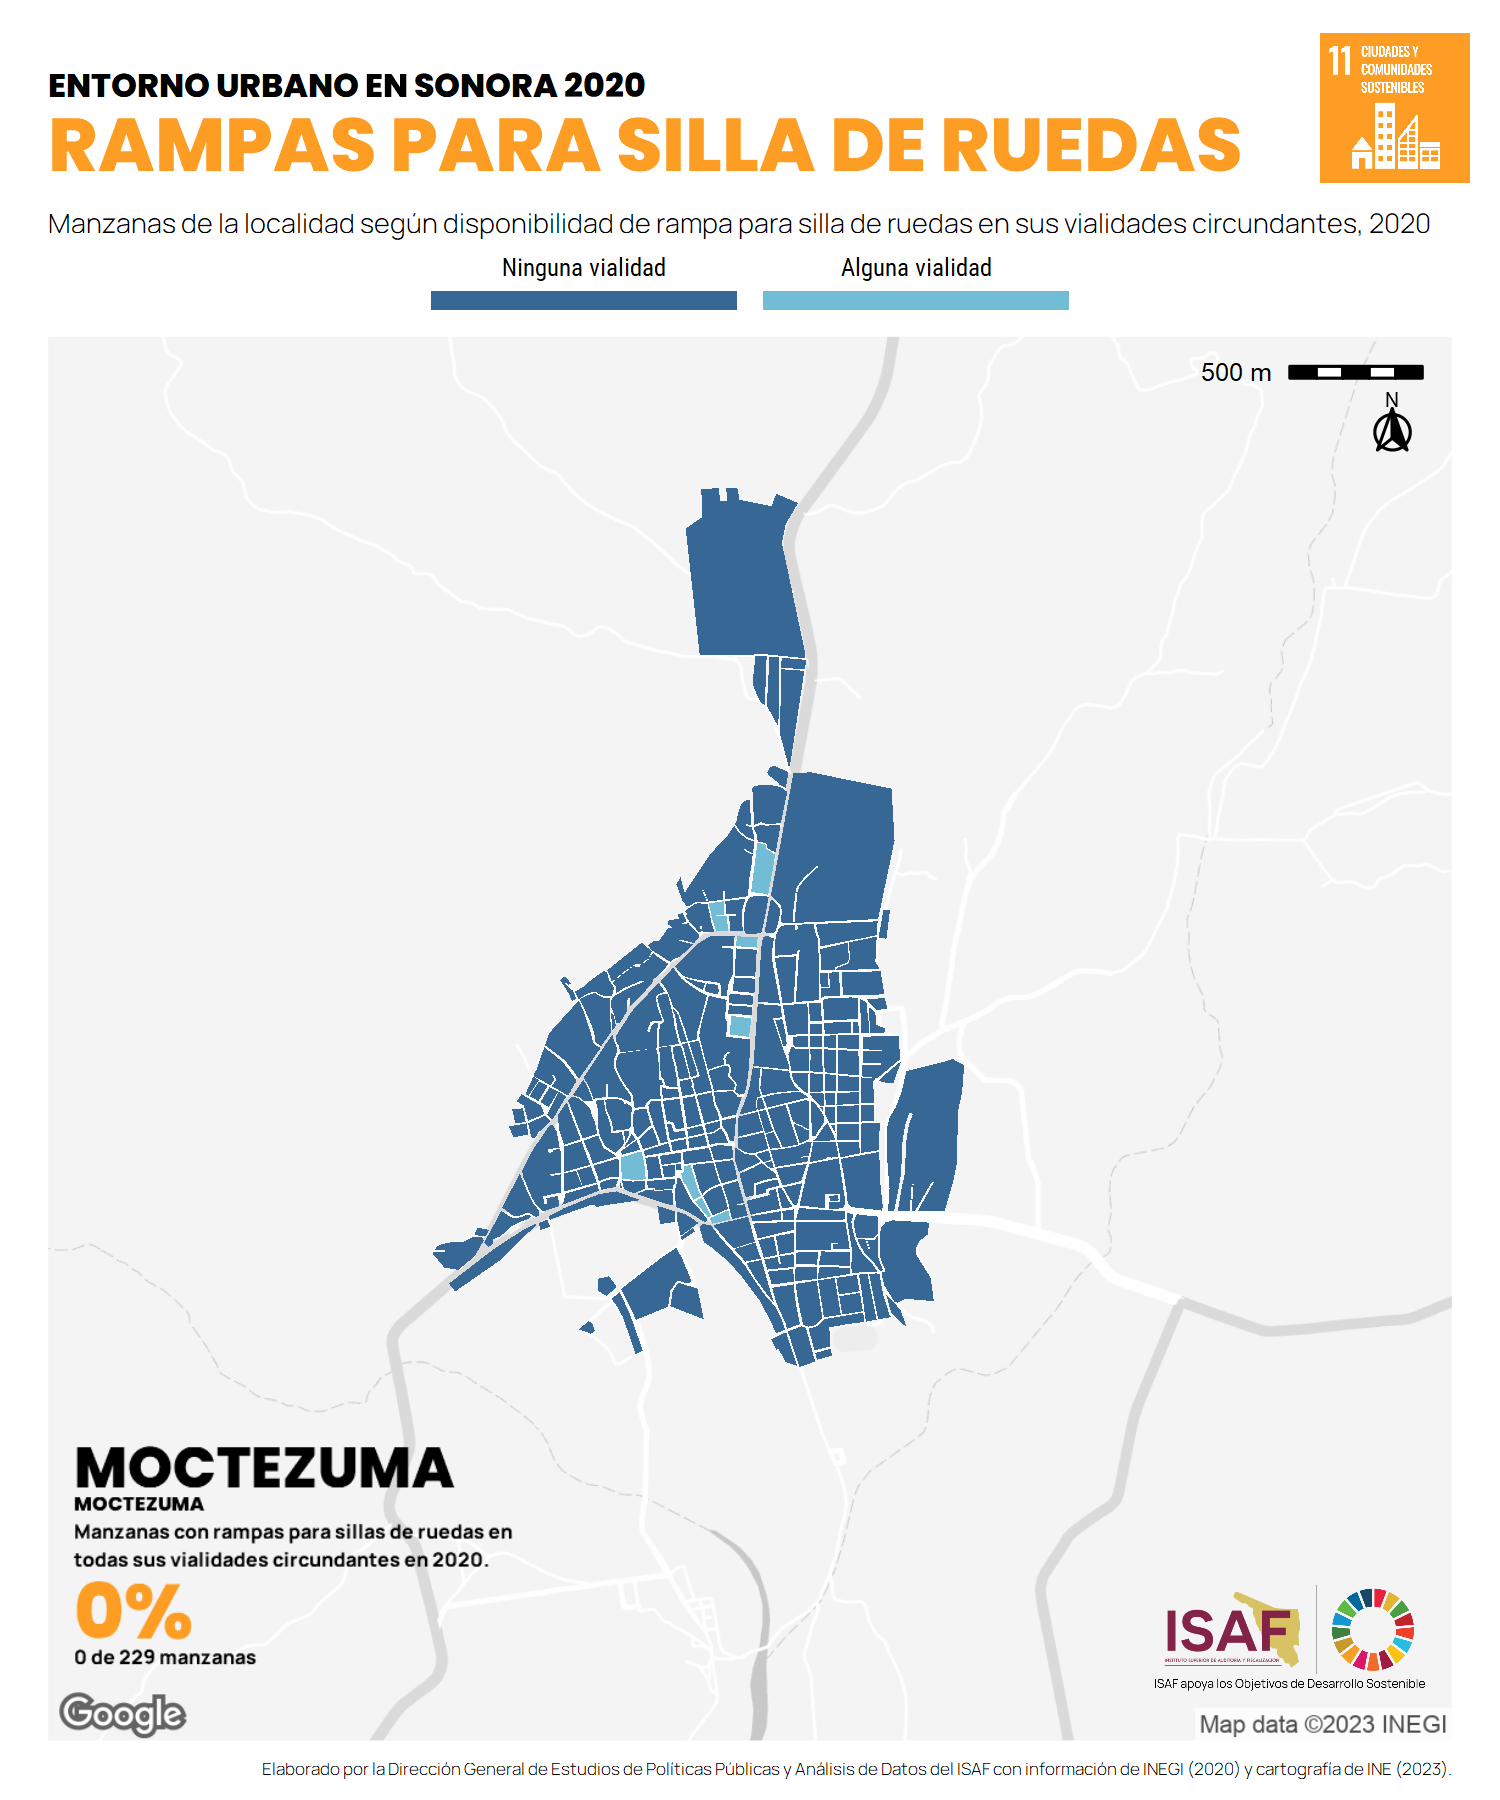 ENTORNO URBANO EN SONORA 2020
RAMPAS PARA SILLA DE RUEDAS
11 CIUDADES Y
COMUNIDADES
SOSTENIBLES
Manzanas de la localidad según disponibilidad de rampa para silla de ruedas en sus vialidades circundantes, 2020
Ninguna vialidad
Alguna vialidad
500 m
N
MOCTEZUMA
MOCTEZUMA
Manzanas con rampas para sillas de ruedas en
todas sus vialidades circundantes en 2020.
0%
0 de 229 manzanas
ISAF
INSTITUTO SUPERIOR DE AUDITORÍA Y FISCALIZACIÓN
ISAF apoya los Objetivos de Desarrollo Sostenible
Google
Map data ©2023 INEGI
Elaborado por la Dirección General de Estudios de Políticas Públicas y Análisis de Datos del ISAF con información de INEGI (2020) y cartografía de INE (2023).